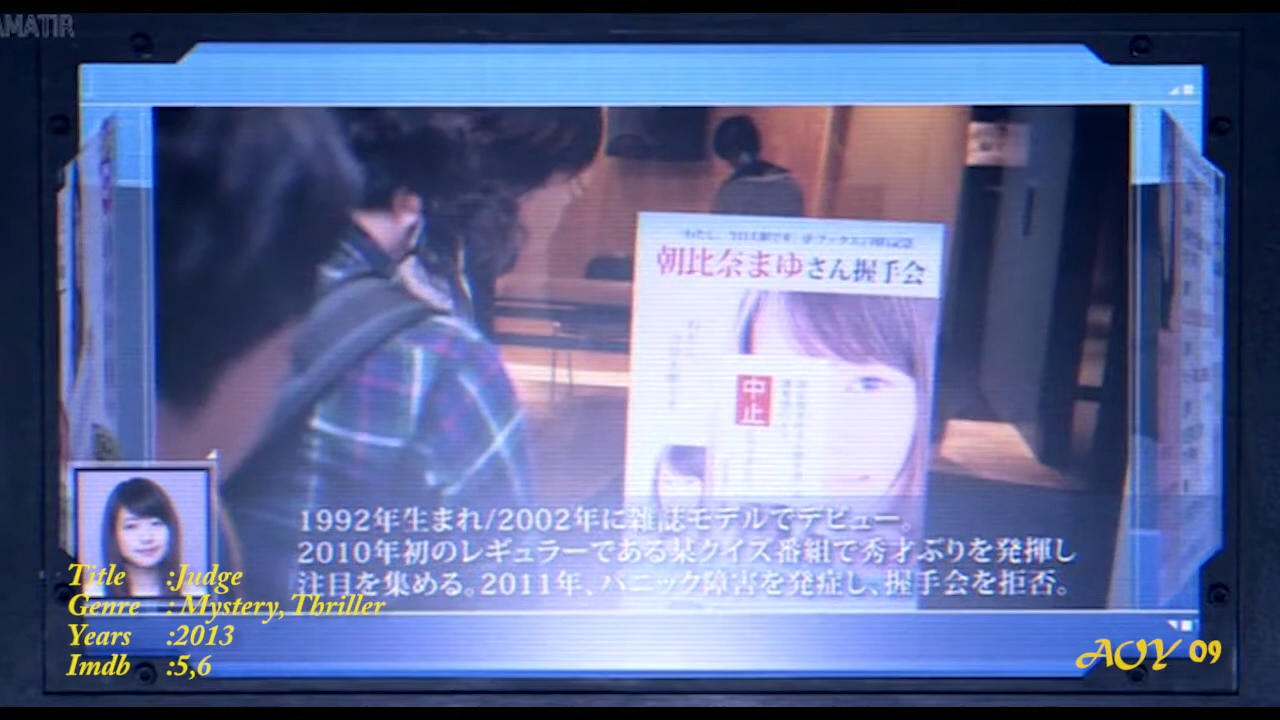 AMATIR
朝比奈まゆさん握手会
中
止
1992年生まれ/2002年に雑誌モデルでデビュー。
2010年初のレギュラーである某クイズ番組で秀才ぶりを発揮し
注目を集める。2011年、パニック障害を発症し、握手会を拒否。
Title :Judge
Genre : Mystery, Thriller
Years :2013
Imdb :5,6
AOY 09